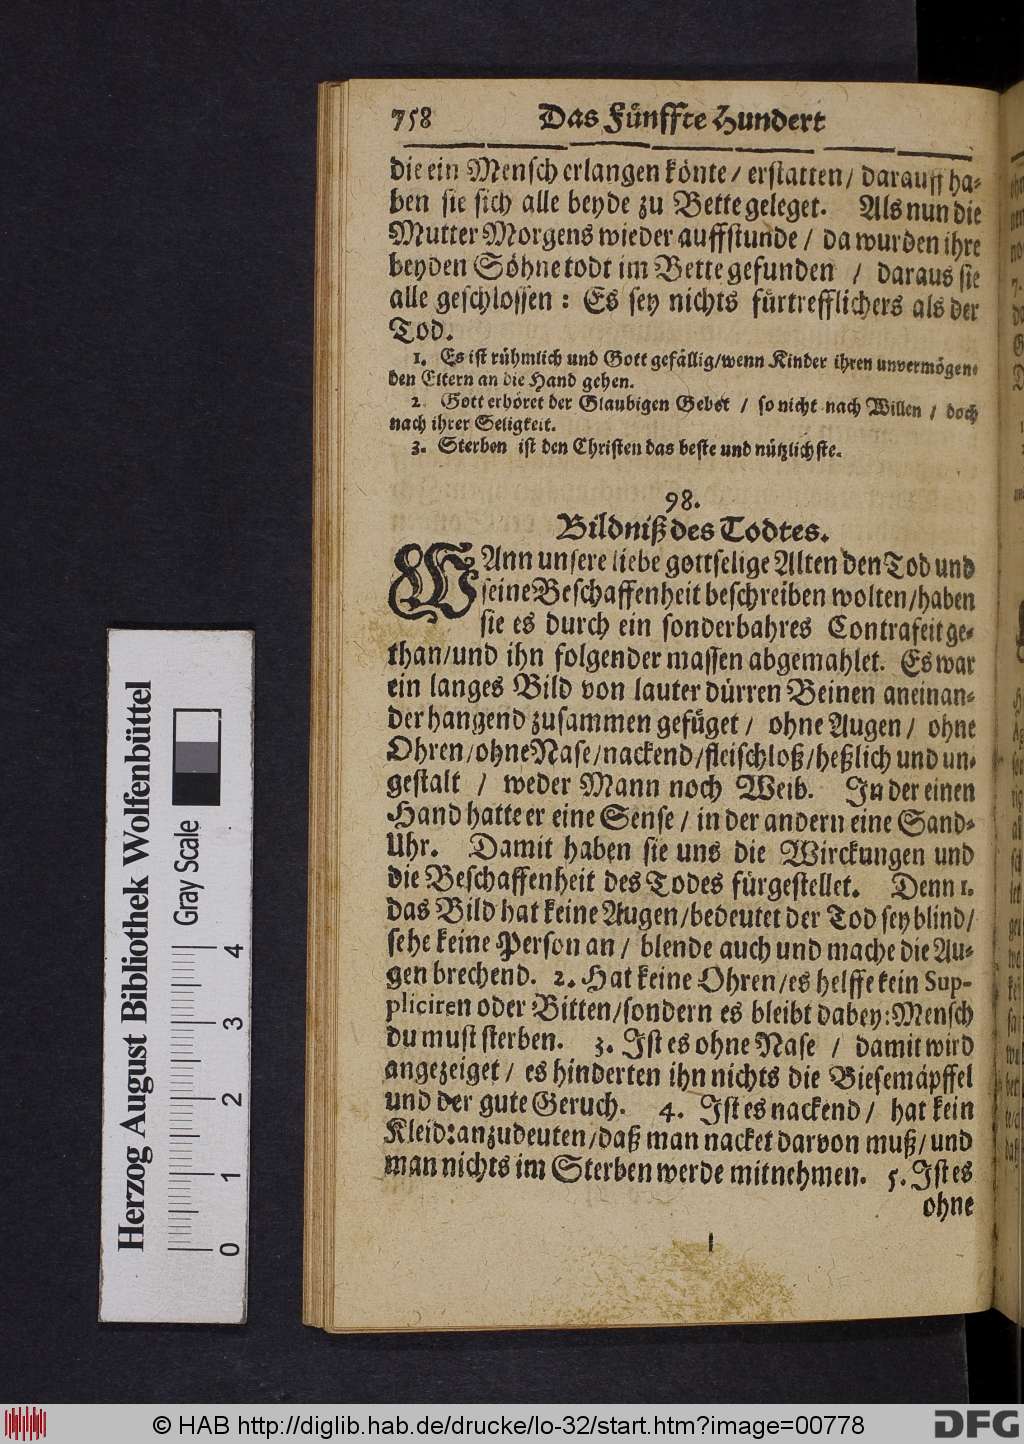 758 Das Fünffte Hundert
die ein Mensch erlangen könte / erstatten / darauff ha-
ben sie sich alle beyde zu Bette geleget. Als nun die
Mutter Morgens wieder auffstunde / da wurden ihre
beyden Söhne todt im Bette gefunden / daraus sie
alle geschlossen : Es sey nichts fürtrefflichers als der
Tod.
1. Es ist rühmlich und Gott gefällig/wenn Kinder ihren unvermögen-
den Eltern an die Hand gehen.
2 Gott erhöret der Glaubigen Gebet / so nicht nach Willen / doch
nach ihrer Seligkeit.
3. Sterben ist den Christen das beste und nützlichste.
98.
Bildniß des Todtes.
WAnn unsere liebe gottselige Alten den Tod und
seine Beschaffenheit beschreiben wolten/haben
sie es durch ein sonderbahres Contrafeit ge-
than/und ihn folgender massen abgemahlet. Es war
ein langes Bild von lauter dürren Beinen aneinan-
der hangend zusammen gefüget / ohne Augen / ohne
Ohren/ohne Nase/nackend/fleischloß/heßlich und un-
gestalt / weder Mann noch Weib. In der einen
Hand hatte er eine Sense / in der andern eine Sand-
Uhr. Damit haben sie uns die Wirckungen und
die Beschaffenheit des Todes fürgestellet. Denn 1.
das Bild hat keine Augen/bedeutet der Tod sey blind/
sehe keine Person an / blende auch und mache die Au-
gen brechend. 2. Hat keine Ohren/es helffe kein Sup-
pliciren oder Bitten/sondern es bleibt dabey:Mensch
du must sterben. 3. Ist es ohne Nase / damit wird
angezeiget / es hinderten ihn nichts die Biesemäpffel
und der gute Geruch. 4. Ist es nackend / hat kein
Kleid:anzudeuten/daß man nacket darvon muß/und
man nichts im Sterben werde mitnehmen. 5. Ist es
ohne
Herzog August Bibliothek Wolfenbüttel
Gray Scale
0 1 2 3 4
© HAB http://diglib.hab.de/drucke/lo-32/start.htm?image=00778
DFG